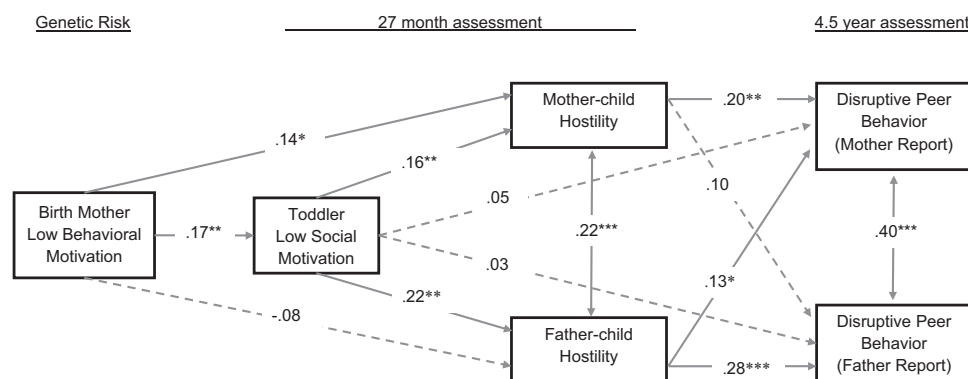 Genetic Risk
27 month assessment
4.5 year assessment
Mother-child
Hostility
.20**
Disruptive Peer
Behavior
(Mother Report)
.14*
.16**
.05
.10
Birth Mother
Low Behavioral
Motivation
.17**
Toddler
Low Social
Motivation
.22***
.40***
.03
.13*
.22**
-.08
Father-child
Hostility
.28***
Disruptive Peer
Behavior
(Father Report)